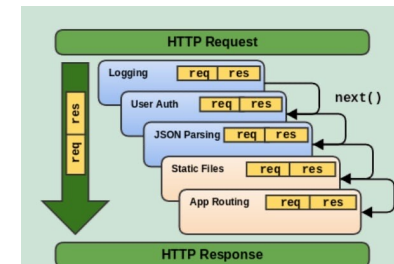 HTTP Request
Logging req res
next()
User Auth req res
res
JSON Parsing req res
req
Static Files req res
App Routing req res
HTTP Response